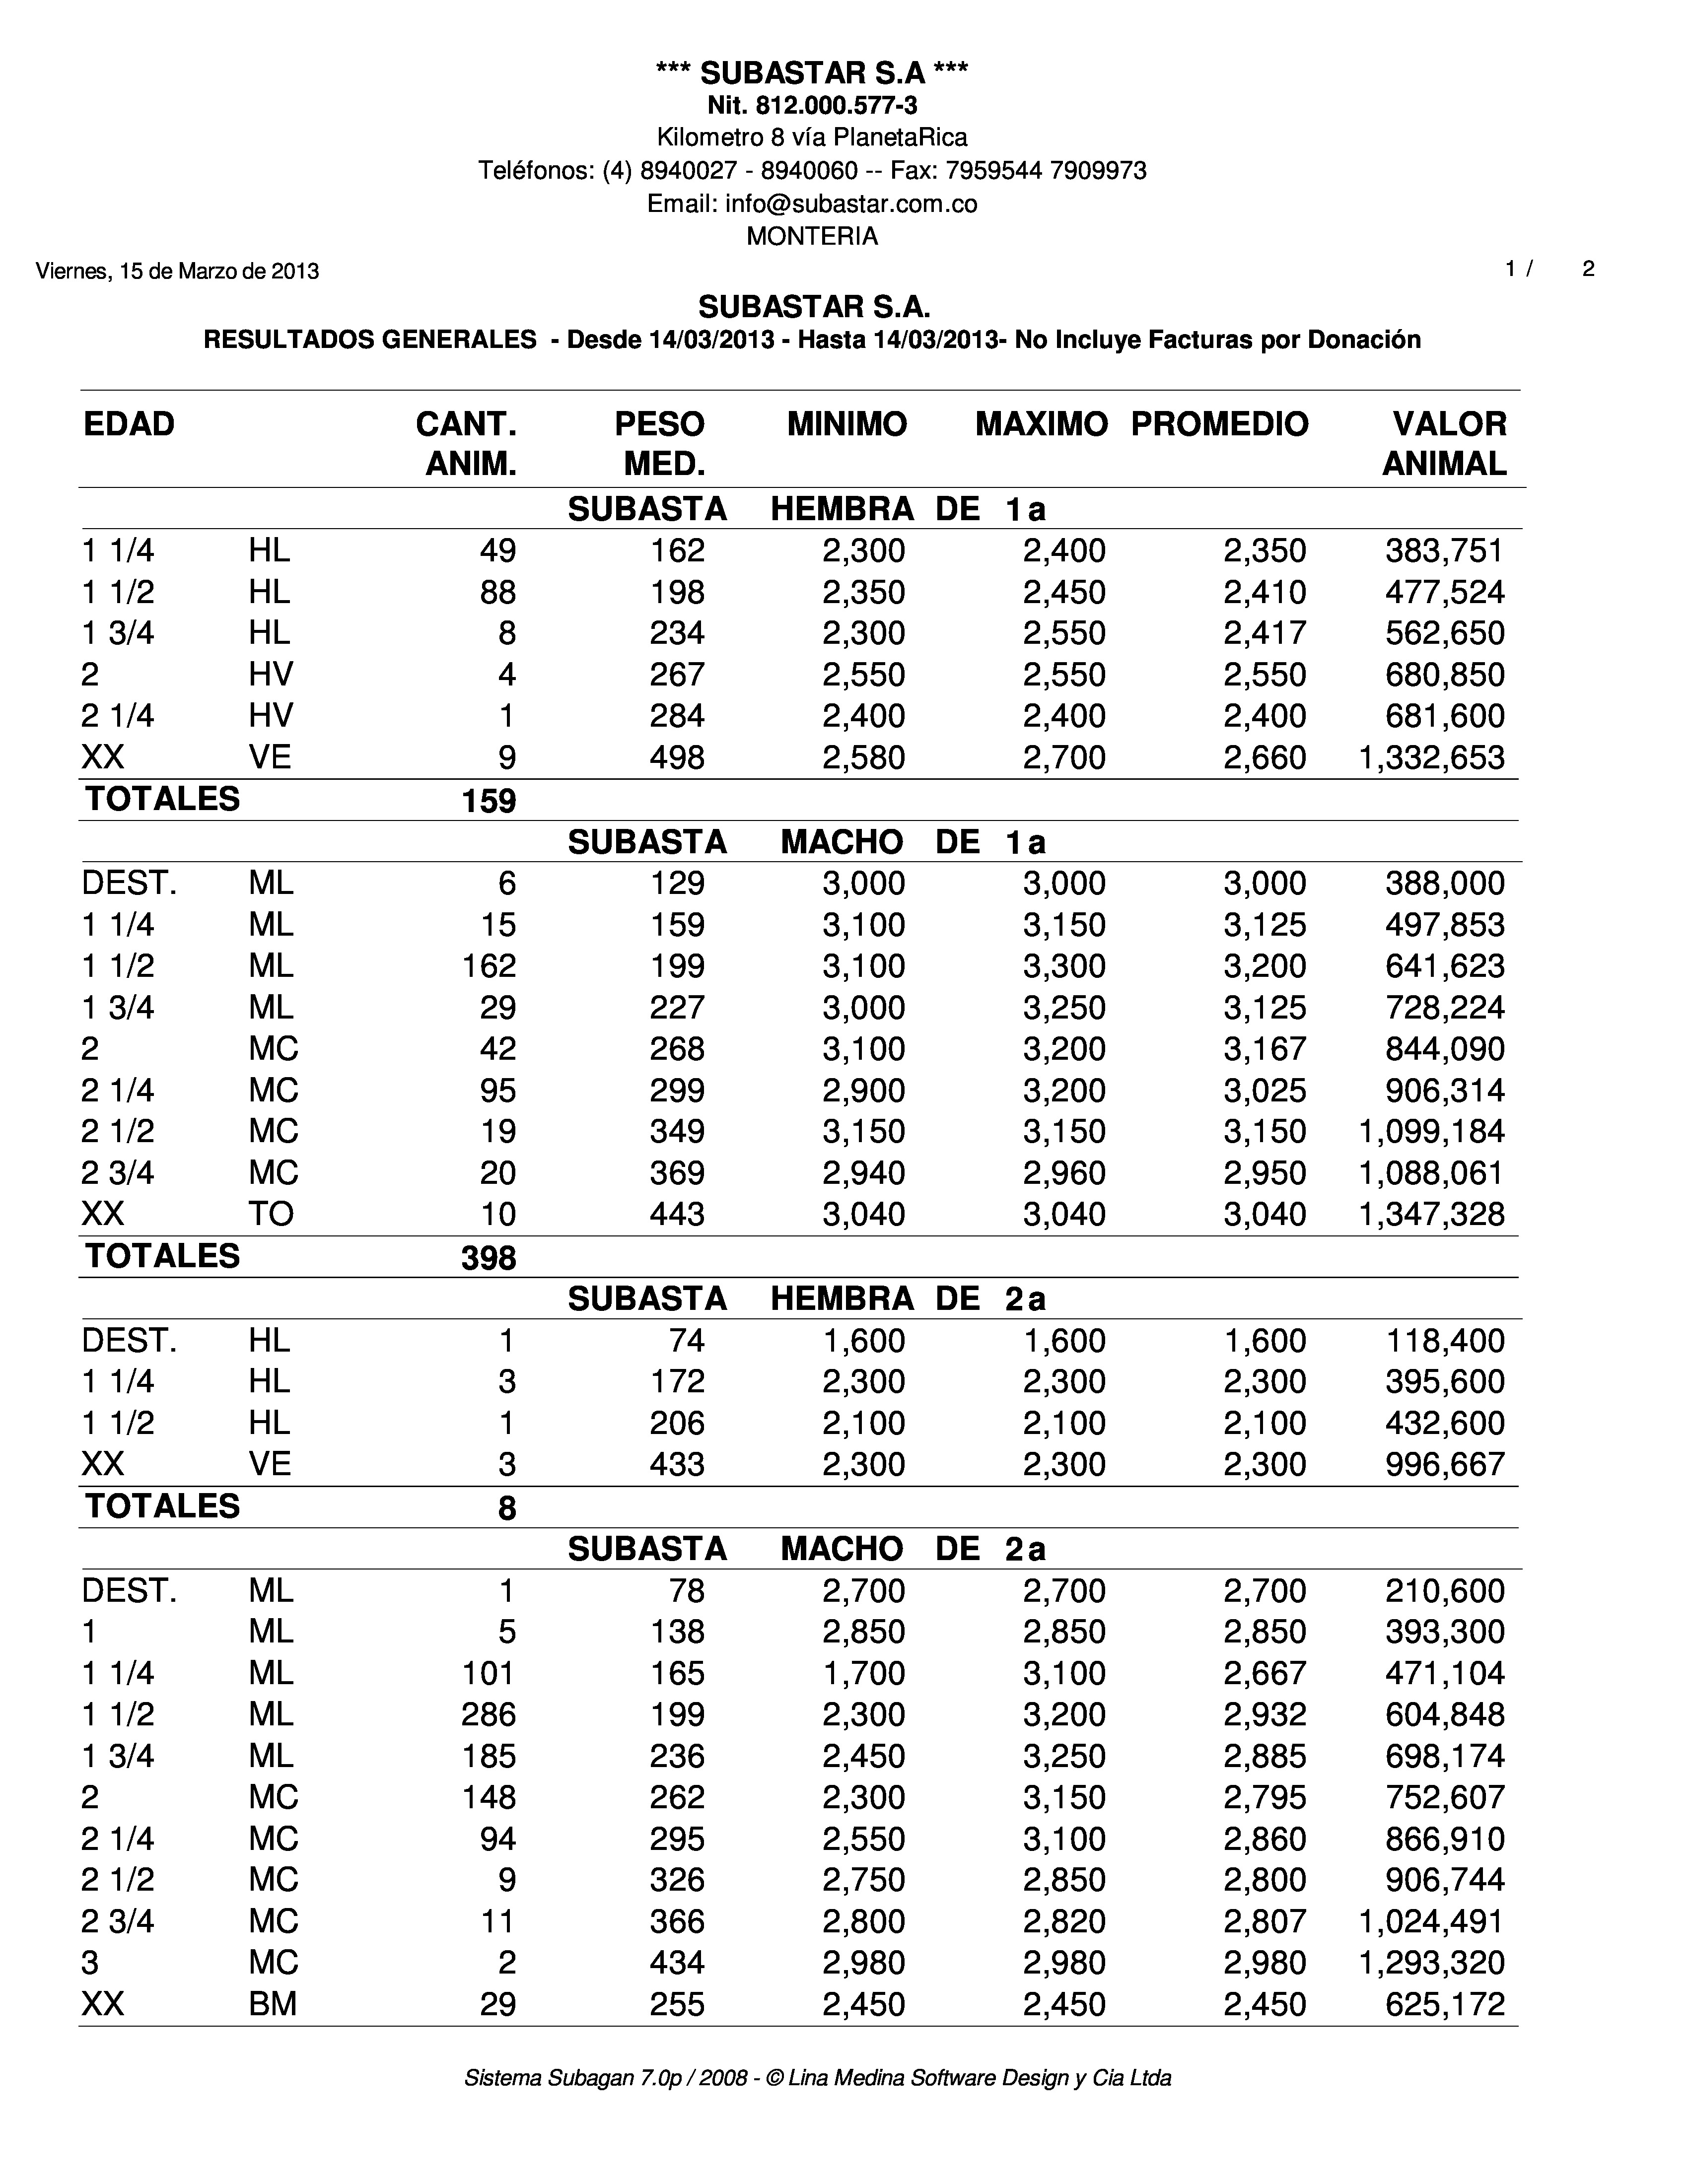 *** SUBASTAR S.A ***
Nit. 812.000.577-3
Kilometro 8 vía PlanetaRica
Teléfonos: (4) 8940027 - 8940060 -- Fax: 7959544 7909973
Email: info@subastar.com.co
MONTERIA
Viernes, 15 de Marzo de 2013 1 / 2
SUBASTAR S.A.
RESULTADOS GENERALES - Desde 14/03/2013 - Hasta 14/03/2013- No Incluye Facturas por Donación
EDAD CANT. PESO MINIMO MAXIMO PROMEDIO VALOR
ANIM. MED. ANIMAL
SUBASTA HEMBRA DE 1a
1 1/4 HL 49 162 2,300 2,400 2,350 383,751
1 1/2 HL 88 198 2,350 2,450 2,410 477,524
1 3/4 HL 8 234 2,300 2,550 2,417 562,650
2 HV 4 267 2,550 2,550 2,550 680,850
2 1/4 HV 1 284 2,400 2,400 2,400 681,600
XX VE 9 498 2,580 2,700 2,660 1,332,653
TOTALES 159
SUBASTA MACHO DE 1a
DEST. ML 6 129 3,000 3,000 3,000 388,000
1 1/4 ML 15 159 3,100 3,150 3,125 497,853
1 1/2 ML 162 199 3,100 3,300 3,200 641,623
1 3/4 ML 29 227 3,000 3,250 3,125 728,224
2 MC 42 268 3,100 3,200 3,167 844,090
2 1/4 MC 95 299 2,900 3,200 3,025 906,314
2 1/2 MC 19 349 3,150 3,150 3,150 1,099,184
2 3/4 MC 20 369 2,940 2,960 2,950 1,088,061
XX TO 10 443 3,040 3,040 3,040 1,347,328
TOTALES 398
SUBASTA HEMBRA DE 2a
DEST. HL 1 74 1,600 1,600 1,600 118,400
1 1/4 HL 3 172 2,300 2,300 2,300 395,600
1 1/2 HL 1 206 2,100 2,100 2,100 432,600
XX VE 3 433 2,300 2,300 2,300 996,667
TOTALES 8
SUBASTA MACHO DE 2a
DEST. ML 1 78 2,700 2,700 2,700 210,600
1 ML 5 138 2,850 2,850 2,850 393,300
1 1/4 ML 101 165 1,700 3,100 2,667 471,104
1 1/2 ML 286 199 2,300 3,200 2,932 604,848
1 3/4 ML 185 236 2,450 3,250 2,885 698,174
2 MC 148 262 2,300 3,150 2,795 752,607
2 1/4 MC 94 295 2,550 3,100 2,860 866,910
2 1/2 MC 9 326 2,750 2,850 2,800 906,744
2 3/4 MC 11 366 2,800 2,820 2,807 1,024,491
3 MC 2 434 2,980 2,980 2,980 1,293,320
XX BM 29 255 2,450 2,450 2,450 625,172
Sistema Subagan 7.0p / 2008 - © Lina Medina Software Design y Cia Ltda